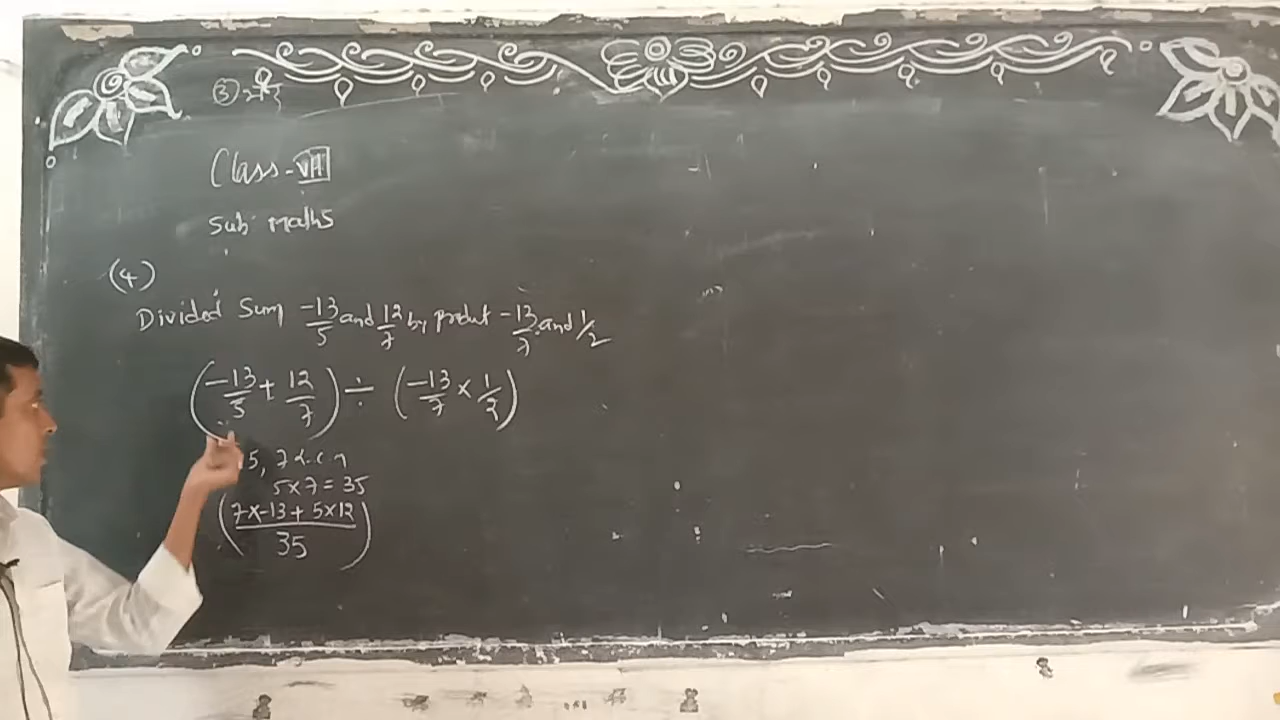 (3)
Class-VII
Sub: maths
(4)
Divided Sum -13/5 and 12/7 by produt -13/7 and 1/2
(-13/5 + 12/7) ÷ (-13/7 × 1/2)
5, 7 L.C.M
5×7=35
(7×-13+5×12/35)